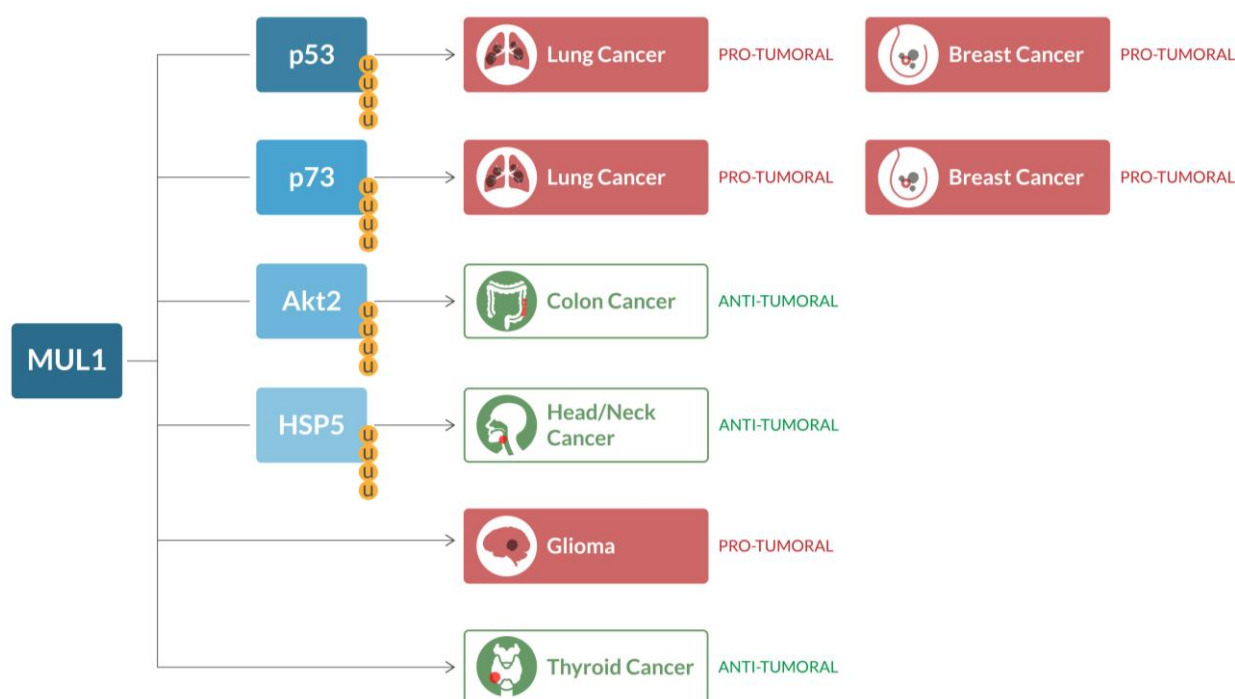 p53
u
u
u
u
Lung Cancer
PRO-TUMORAL
Breast Cancer
PRO-TUMORAL
p73
u
u
u
u
Lung Cancer
PRO-TUMORAL
Breast Cancer
PRO-TUMORAL
Akt2
u
u
u
u
Colon Cancer
ANTI-TUMORAL
MUL1
HSP5
u
u
u
u
Head/Neck
Cancer
ANTI-TUMORAL
Glioma
PRO-TUMORAL
Thyroid Cancer
ANTI-TUMORAL